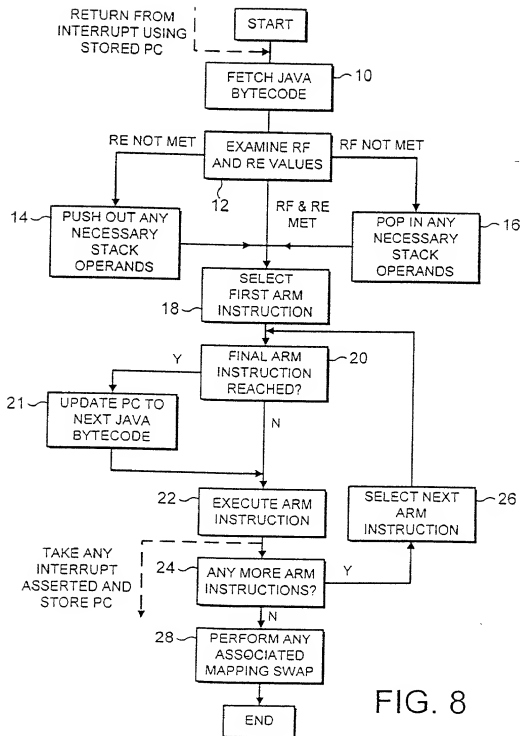 RETURN FROM
INTERRUPT USING
STORED PC
START
FETCH JAVA
BYTECODE
10
RE NOT MET
EXAMINE RF
AND RE VALUES
RF NOT MET
12
14
PUSH OUT ANY
NECESSARY
STACK
OPERANDS
RF & RE
MET
POP IN ANY
NECESSARY
STACK
OPERANDS
16
SELECT
FIRST ARM
INSTRUCTION
18
Y
FINAL ARM
INSTRUCTION
REACHED?
20
21
UPDATE PC TO
NEXT JAVA
BYTECODE
N
22
EXECUTE ARM
INSTRUCTION
SELECT NEXT
ARM
INSTRUCTION
26
TAKE ANY
INTERRUPT
ASSERTED AND
STORE PC
24
ANY MORE ARM
INSTRUCTIONS?
Y
N
28
PERFORM ANY
ASSOCIATED
MAPPING SWAP
END
FIG. 8